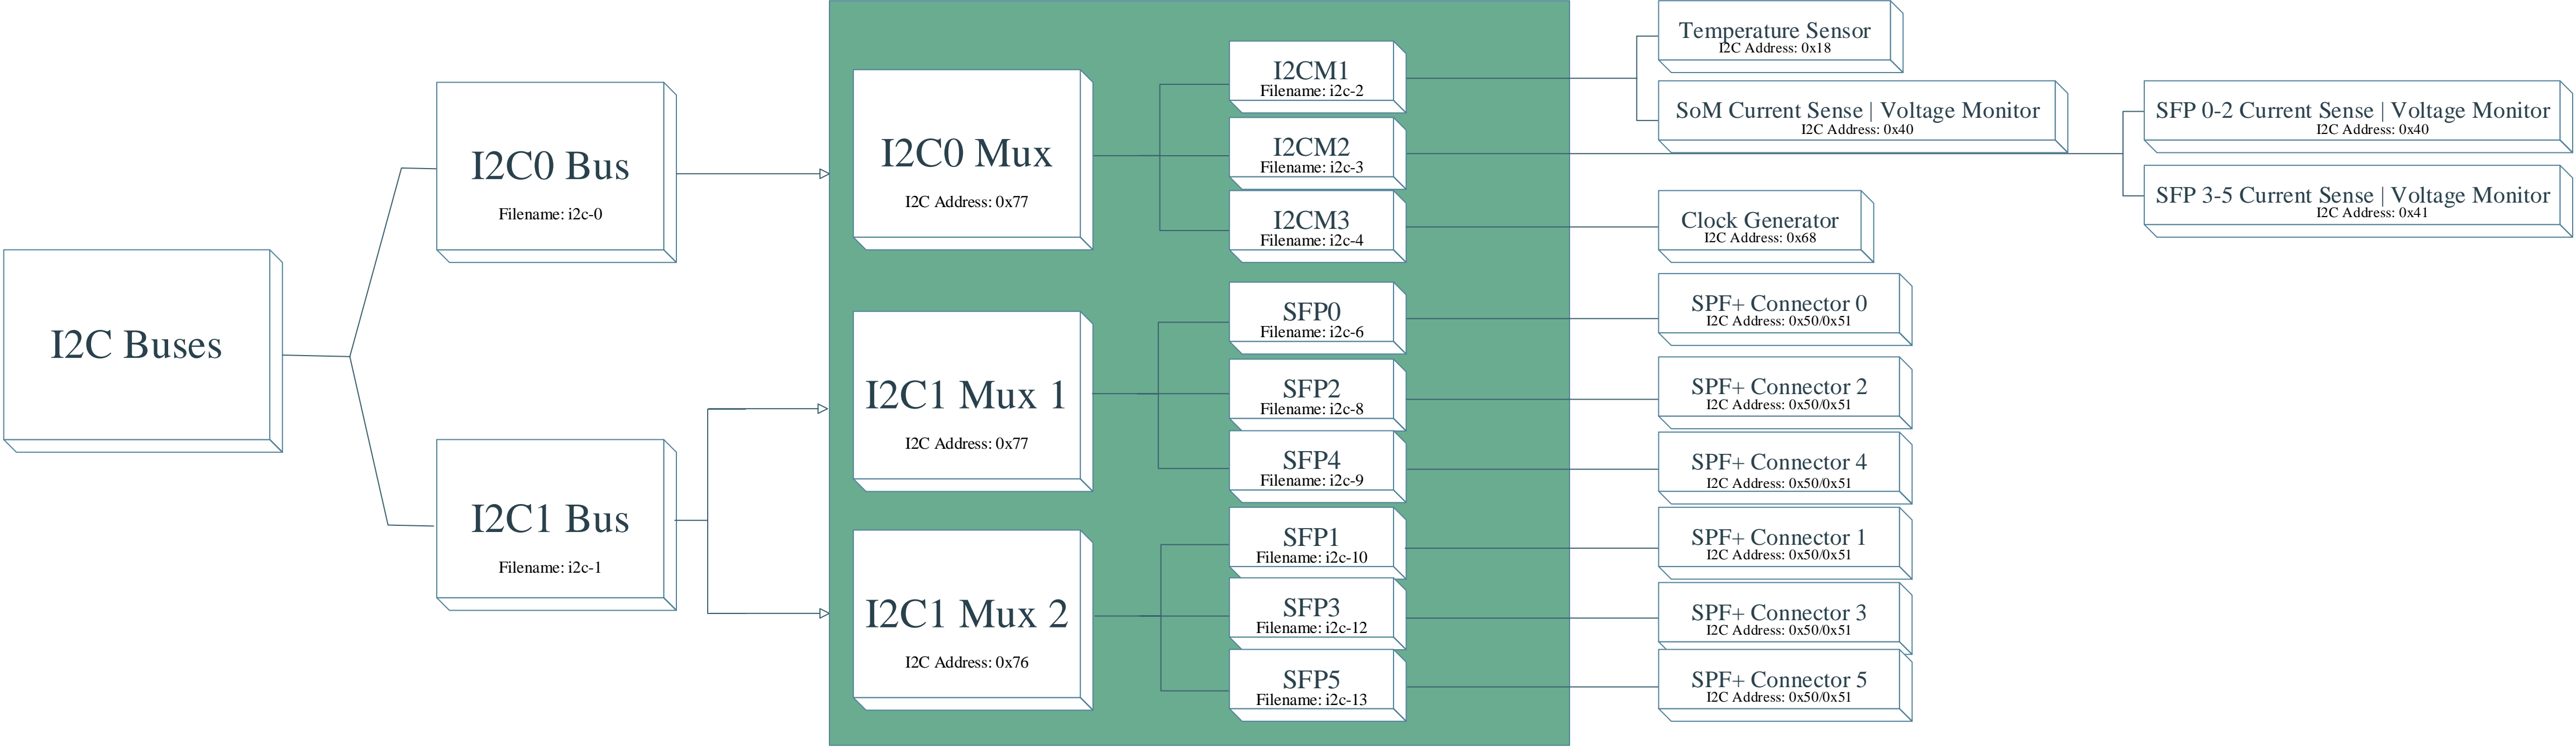 I2C Buses
I2C0 Bus
Filename: i2c-0
I2C1 Bus
Filename: i2c-1
I2C0 Mux
I2C Address: 0x77
I2C1 Mux 1
I2C Address: 0x77
I2C1 Mux 2
I2C Address: 0x76
I2CM1
Filename: i2c-2
I2CM2
Filename: i2c-3
I2CM3
Filename: i2c-4
SFP0
Filename: i2c-6
SFP2
Filename: i2c-8
SFP4
Filename: i2c-9
SFP1
Filename: i2c-10
SFP3
Filename: i2c-12
SFP5
Filename: i2c-13
Temperature Sensor
I2C Address: 0x18
SoM Current Sense | Voltage Monitor
I2C Address: 0x40
Clock Generator
I2C Address: 0x68
SPF+ Connector 0
I2C Address: 0x50/0x51
SPF+ Connector 2
I2C Address: 0x50/0x51
SPF+ Connector 4
I2C Address: 0x50/0x51
SPF+ Connector 1
I2C Address: 0x50/0x51
SPF+ Connector 3
I2C Address: 0x50/0x51
SPF+ Connector 5
I2C Address: 0x50/0x51
SFP 0-2 Current Sense | Voltage Monitor
I2C Address: 0x40
SFP 3-5 Current Sense | Voltage Monitor
I2C Address: 0x41